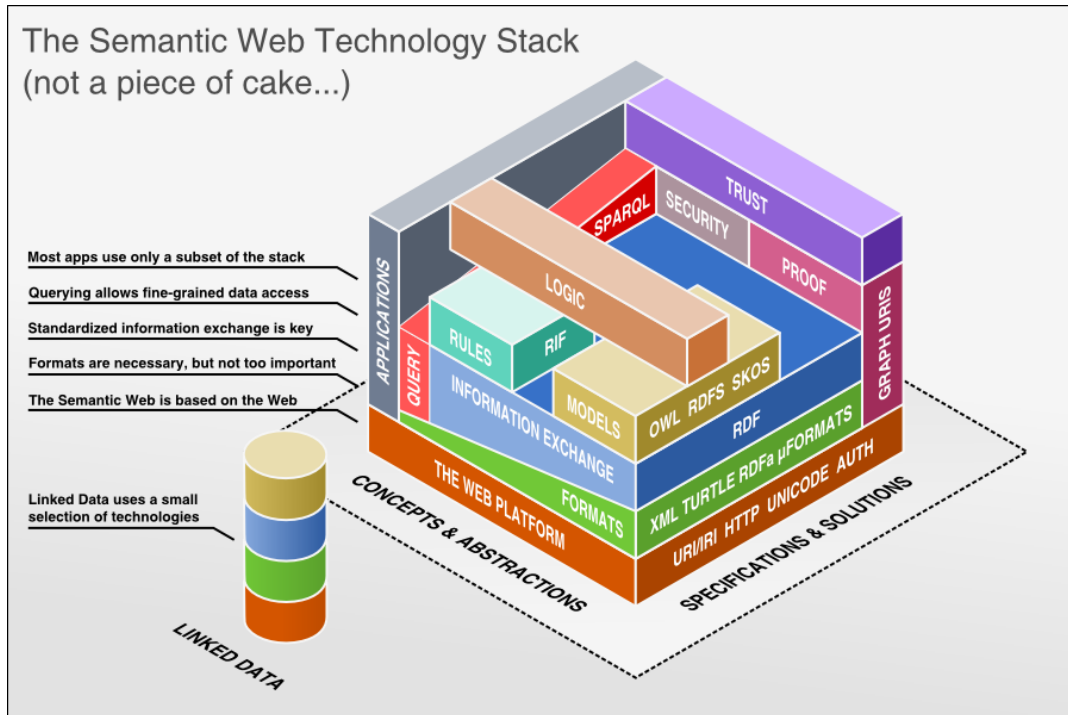 The Semantic Web Technology Stack
(not a piece of cake...)
Most apps use only a subset of the stack
Querying allows fine-grained data access
Standardized information exchange is key
Formats are necessary, but not too important
The Semantic Web is based on the Web
Linked Data uses a small
selection of technologies
LINKED DATA
APPLICATIONS
QUERY
RULES
RIF
LOGIC
SPARQL
SECURITY
TRUST
PROOF
GRAPH URIS
INFORMATION EXCHANGE
MODELS
OWL RDFS SKOS
RDF
FORMATS
XML TURTLE RDFa µFORMATS
THE WEB PLATFORM
URI/IRI HTTP UNICODE AUTH
CONCEPTS & ABSTRACTIONS
SPECIFICATIONS & SOLUTIONS